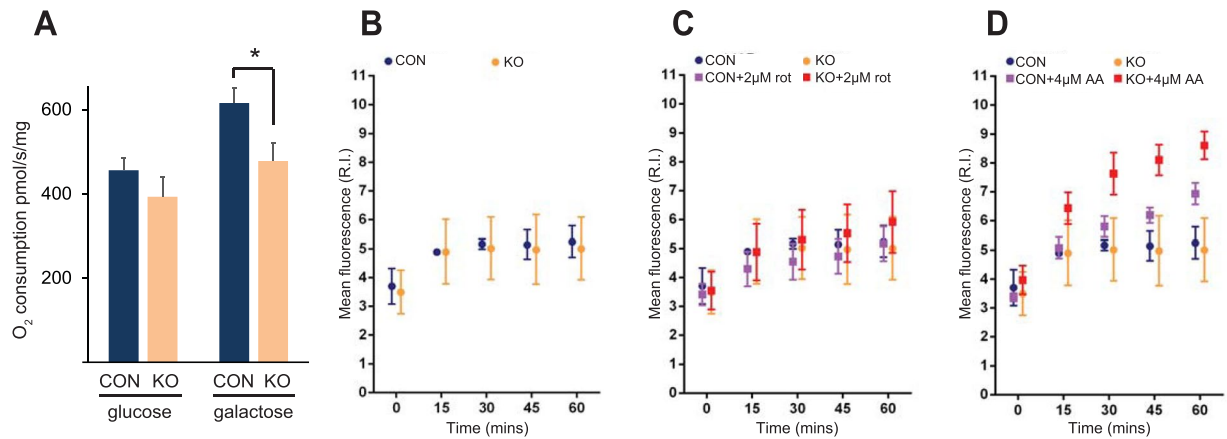 A
O2 consumption pmol/s/mg
600
400
200
*
CON KO CON KO
glucose galactose
B
CON KO
Mean fluorescence (R.I.)
11
10
9
8
7
6
5
4
3
2
1
0
0 15 30 45 60
Time (mins)
C
CON KO
CON+2μM rot KO+2μM rot
Mean fluorescence (R.I.)
11
10
9
8
7
6
5
4
3
2
1
0
0 15 30 45 60
Time (mins)
D
CON KO
CON+4μM AA KO+4μM AA
Mean fluorescence (R.I.)
11
10
9
8
7
6
5
4
3
2
1
0
0 15 30 45 60
Time (mins)